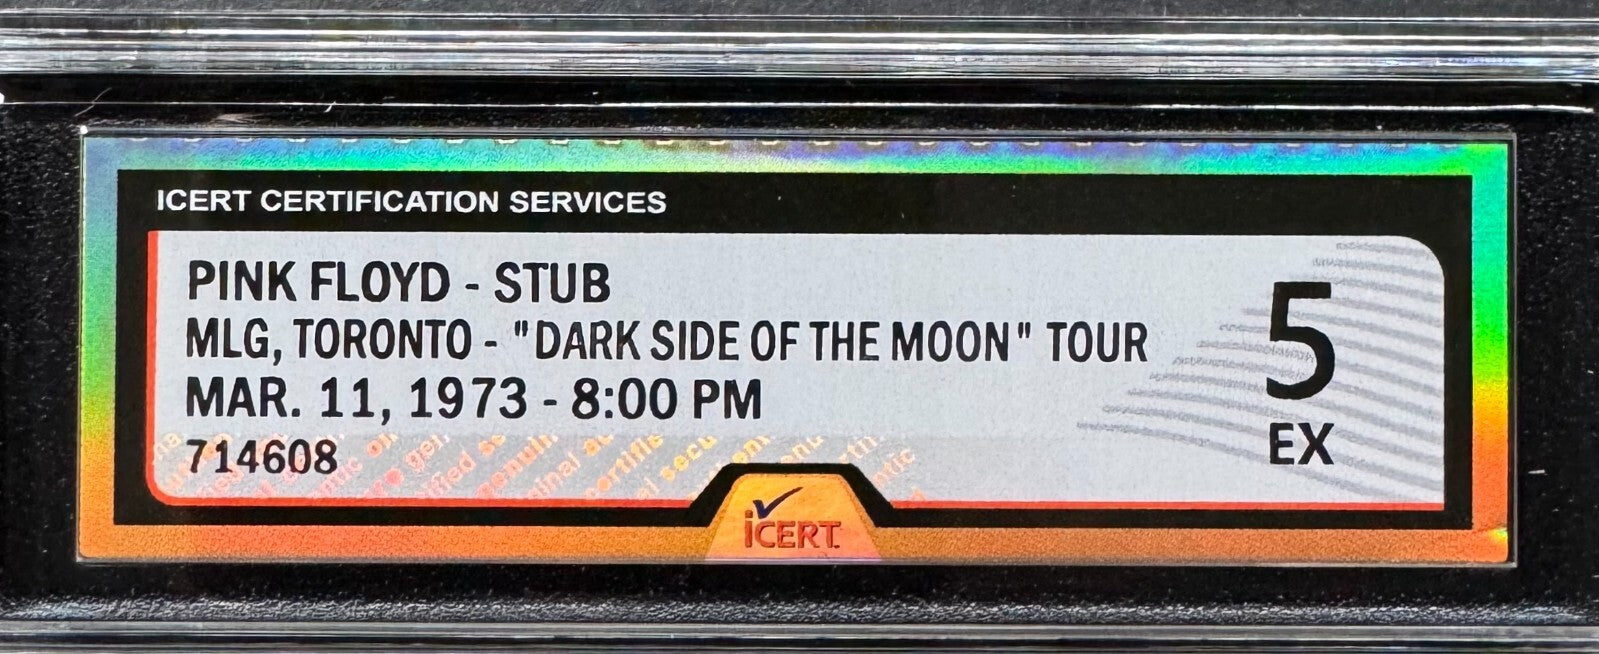 ICERT CERTIFICATION SERVICES
PINK FLOYD - STUB
MLG, TORONTO - "DARK SIDE OF THE MOON" TOUR
MAR. 11, 1973 - 8:00 PM
714608
5
EX
iCERT